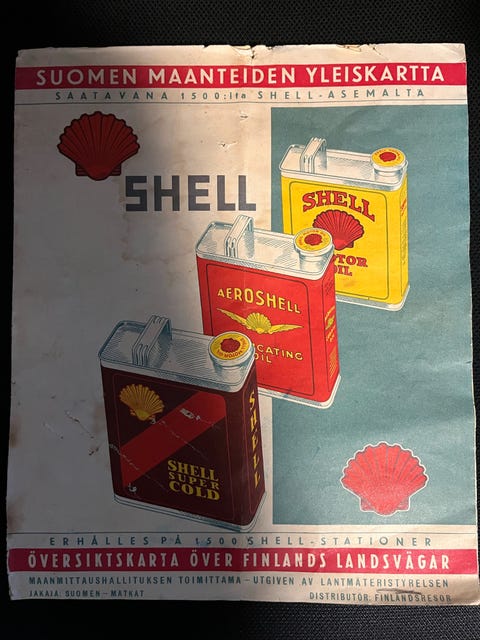 SUOMEN MAANTEIDEN YLEISKARTTA
SAATAVANA 1500:lta SHELL-ASEMALTA
SHELL
SHELL
MOTOR
OIL
AEROSHELL
LUBRICATING
OIL
SHELL
SUPER
COLD
SHELL
ERHÅLLES PÅ 1500 SHELL-STATIONER
ÖVERSIKTSKARTA ÖVER FINLANDS LANDSVÄGAR
MAANMITTAUSHALLITUKSEN TOIMITTAMA – UTGIVEN AV LANTMÄTERISTYRELSEN
JAKAJA: SUOMEN – MATKAT
DISTRIBUTÖR: FINLANDSRESOR